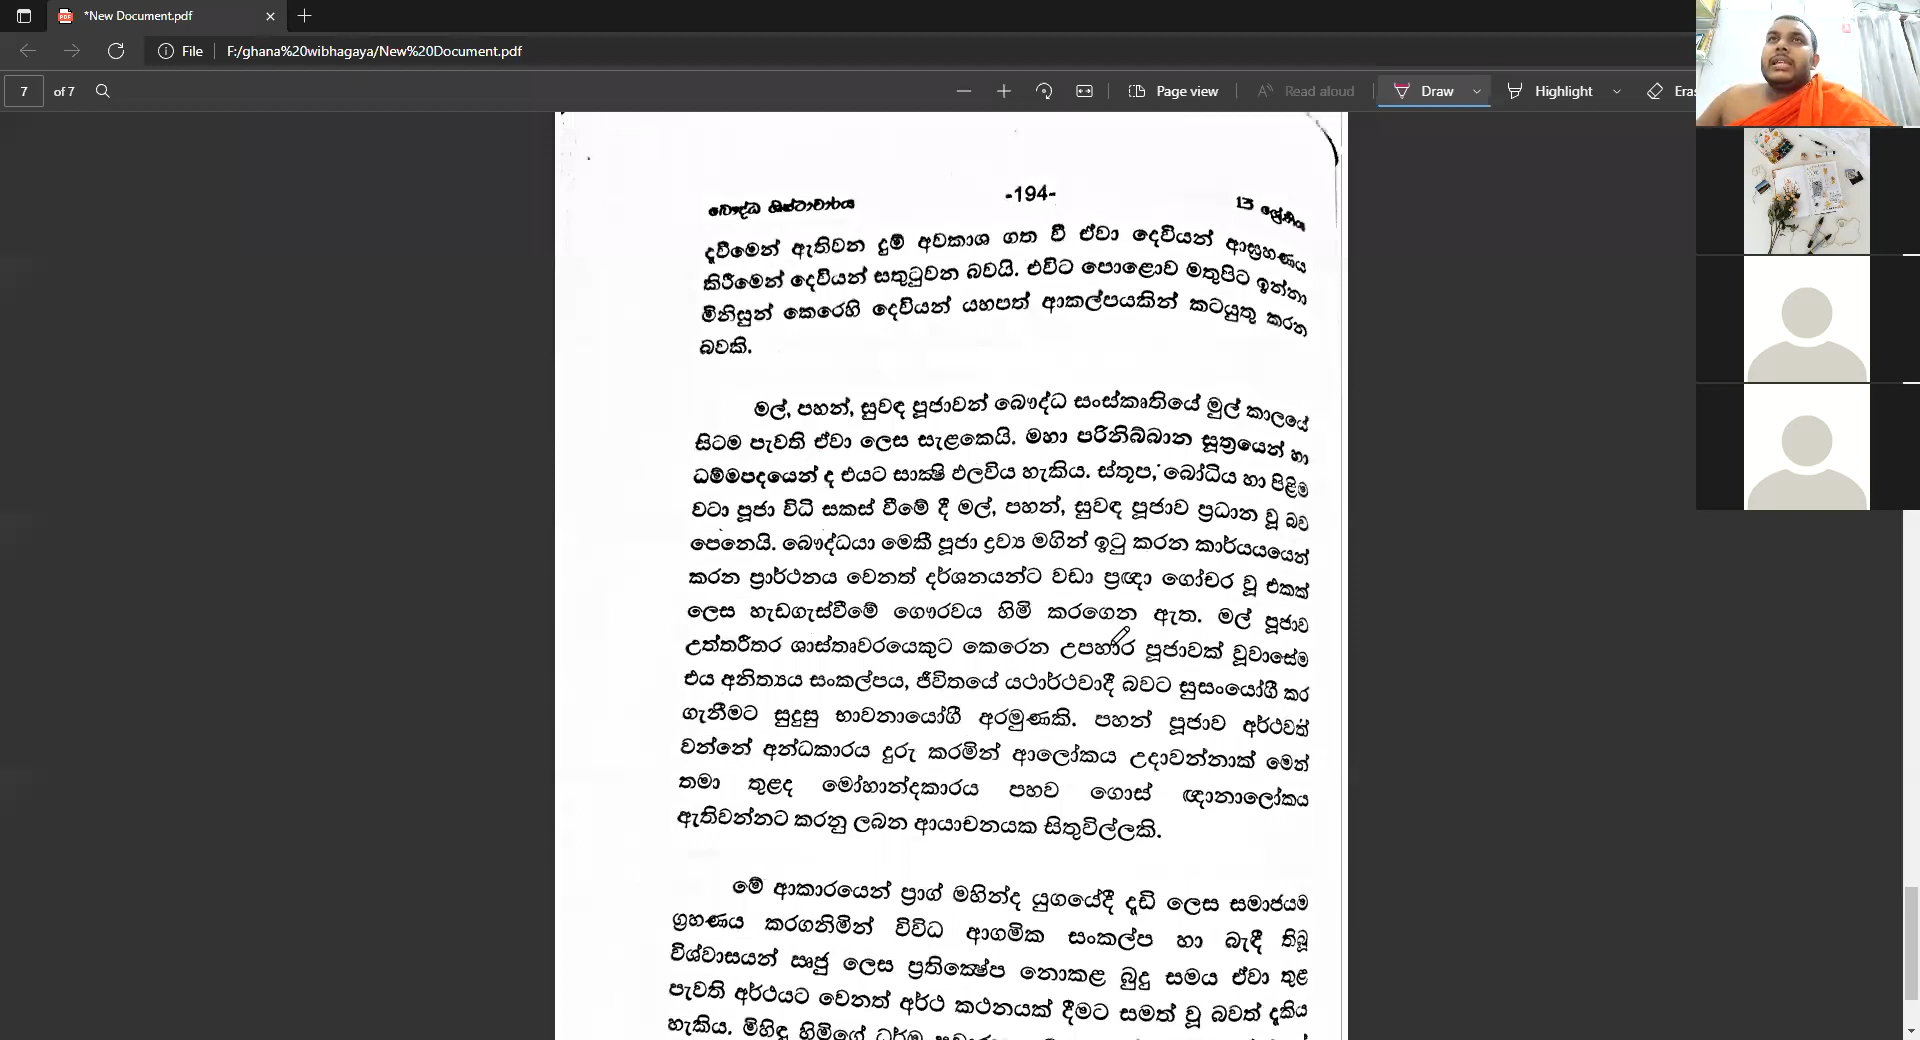 *New Document.pdf
File
F:/ghana%20wibhagaya/New%20Document.pdf
7 of 7
Page view
Read aloud
Draw
Highlight
Eras
බෞද්ධ ශිෂ්ටාචාරය -194- 13 ශ්‍රේණිය
දැවීමෙන් ඇතිවන දුම් අවකාශ ගත වී ඒවා දෙවියන් ආඝ්‍රහණය
කිරීමෙන් දෙවියන් සතුටුවන බවයි. එවිට පොළොව මතුපිට ඉන්නා
මිනිසුන් කෙරෙහි දෙවියන් යහපත් ආකල්පයකින් කටයුතු කරන
බවකි.
මල්, පහන්, සුවඳ පූජාවන් බෞද්ධ සංස්කෘතියේ මුල් කාලයේ
සිටම පැවති ඒවා ලෙස සැළකෙයි. මහා පරිනිබ්බාන සූත්‍රයෙන් හා
ධම්මපදයෙන් ද එයට සාක්‍ෂි ඵලවිය හැකිය. ස්තූප, බෝධිය හා පිළිම
වටා පූජා විධි සකස් වීමේ දී මල්, පහන්, සුවඳ පූජාව ප්‍රධාන වූ බව
පෙනෙයි. බෞද්ධයා මෙකී පූජා ද්‍රව්‍ය මගින් ඉටු කරන කාර්යයයෙන්
කරන ප්‍රාර්ථනය වෙනත් දර්ශනයන්ට වඩා ප්‍රඥා ගෝචර වූ එකක්
ලෙස හැඩගැස්වීමේ ගෞරවය හිමි කරගෙන ඇත. මල් පූජාව
උත්තරීතර ශාස්තෘවරයෙකුට කෙරෙන උපහාර පූජාවක් වූවාසේම
එය අනිත්‍යය සංකල්පය, ජීවිතයේ යථාර්ථවාදී බවට සුසංයෝගී කර
ගැනීමට සුදුසු භාවනායෝගී අරමුණකි. පහන් පූජාව අර්ථවත්
වන්නේ අන්ධකාරය දුරු කරමින් ආලෝකය උදාවන්නාක් මෙන්
තමා තුළද මෝහාන්දකාරය පහව ගොස් ඥානාලෝකය
ඇතිවන්නට කරනු ලබන ආයාචනයක සිතුවිල්ලකි.
මේ ආකාරයෙන් ප්‍රාග් මහින්ද යුගයේදී දැඩි ලෙස සමාජයම
ග්‍රහණය කරගනිමින් විවිධ ආගමික සංකල්ප හා බැඳී තිබූ
විශ්වාසයන් සෘජු ලෙස ප්‍රතික්ෂේප නොකළ බුදු සමය ඒවා තුළ
පැවති අර්ථයට වෙනත් අර්ථ කථනයක් දීමට සමත් වූ බවත් දැකිය
හැකිය. මිහිඳු හිමිගේ ධර්ම